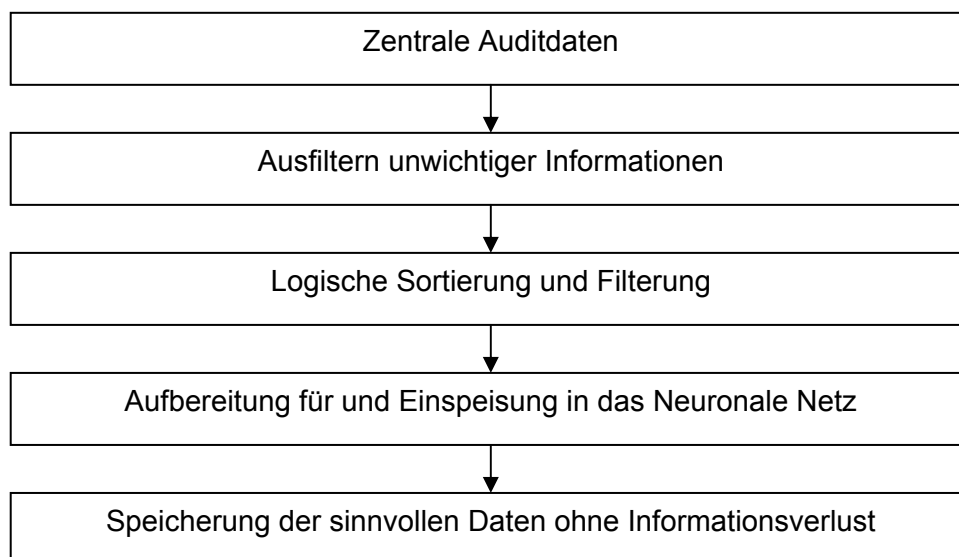 Zentrale Auditdaten
Ausfiltern unwichtiger Informationen
Logische Sortierung und Filterung
Aufbereitung für und Einspeisung in das Neuronale Netz
Speicherung der sinnvollen Daten ohne Informationsverlust